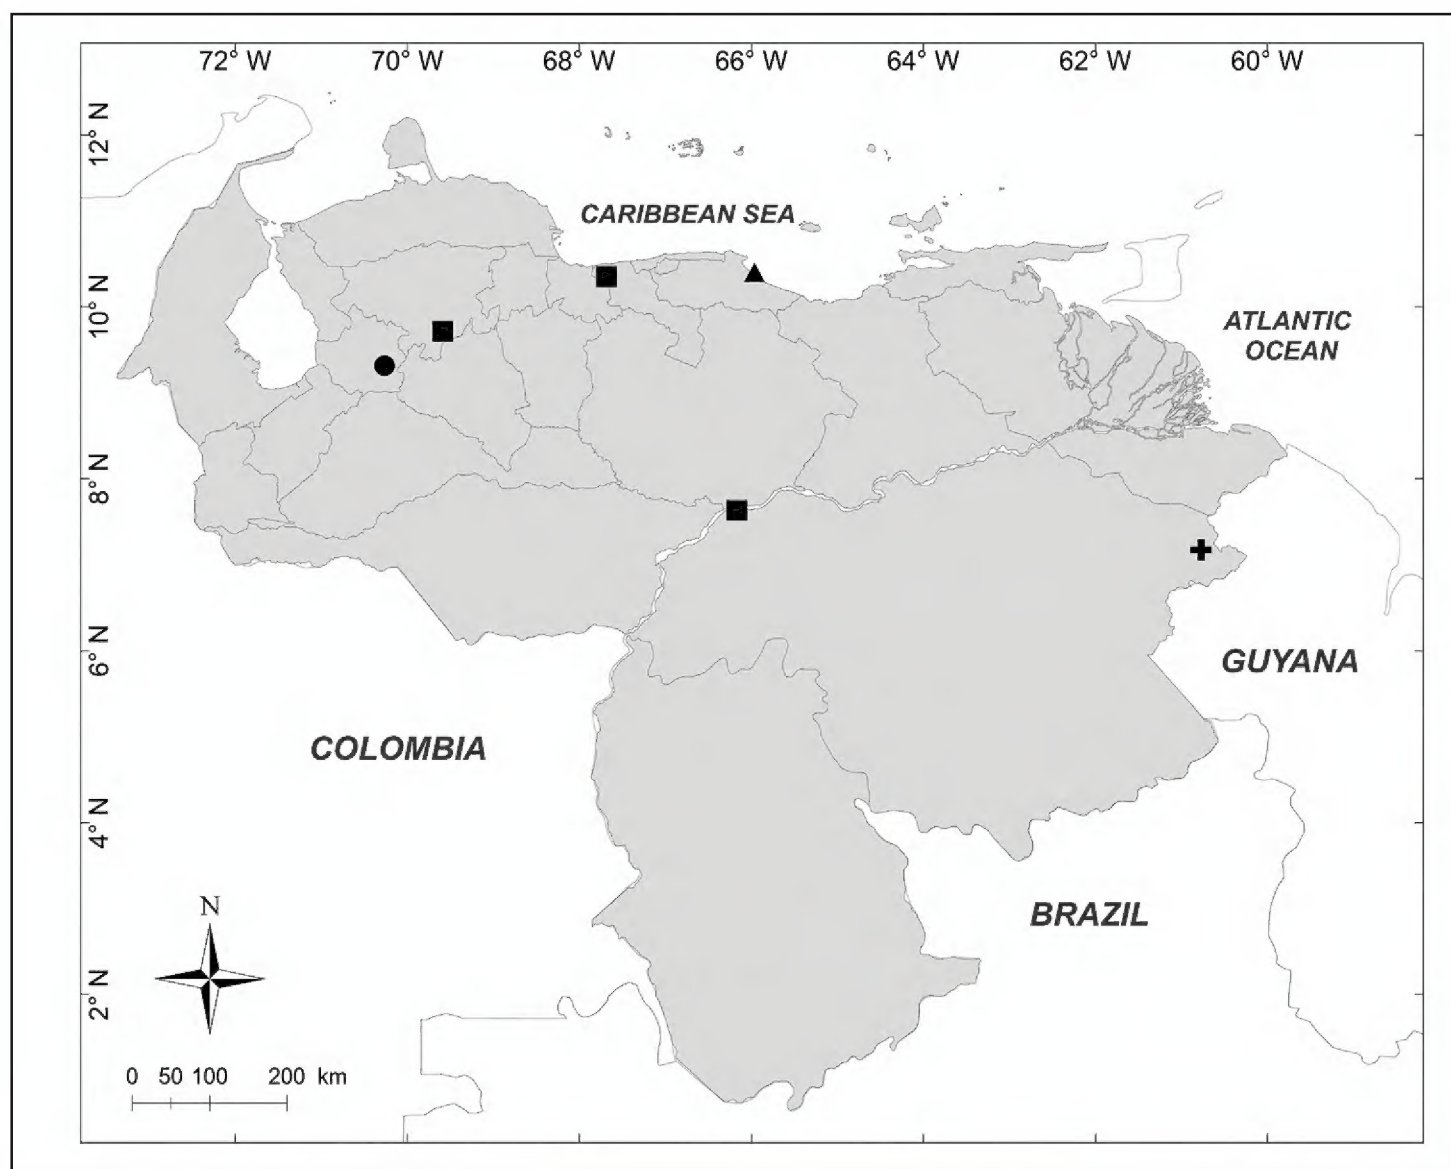 72° W 70° W 68° W 66° W 64° W 62° W 60° W
12° N
10° N
8° N
6° N
4° N
2° N
CARIBBEAN SEA
ATLANTIC
OCEAN
GUYANA
COLOMBIA
BRAZIL
N
0 50 100 200 km